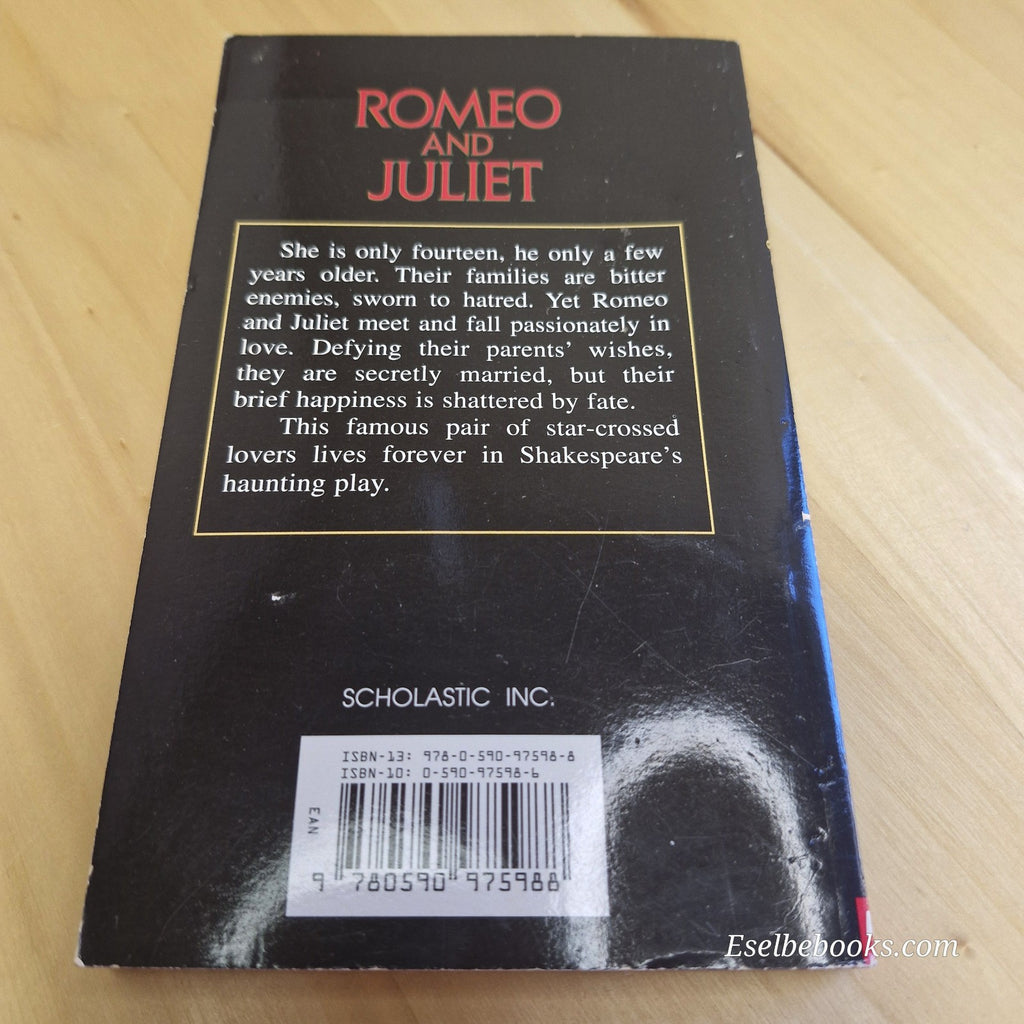 ROMEO
AND
JULIET
She is only fourteen, he only a few
years older. Their families are bitter
enemies, sworn to hatred. Yet Romeo
and Juliet meet and fall passionately in
love. Defying their parents' wishes,
they are secretly married, but their
brief happiness is shattered by fate.
This famous pair of star-crossed
lovers lives forever in Shakespeare's
haunting play.
SCHOLASTIC INC.
ISBN-13: 978-0-590-97598-8
ISBN-10: 0-590-97598-6
EAN
9 780590 975988
Eselbebooks.com